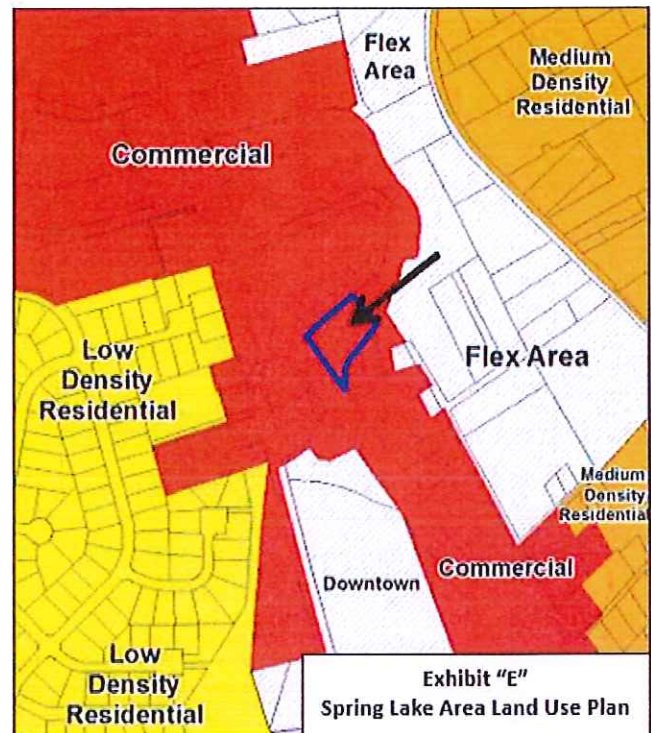 Flex
Area
Medium
Density
Residential
Commercial
Low
Density
Residential
Flex Area
Medium
Density
Residential
Commercial
Downtown
Low
Density
Residential
Exhibit "E"
Spring Lake Area Land Use Plan